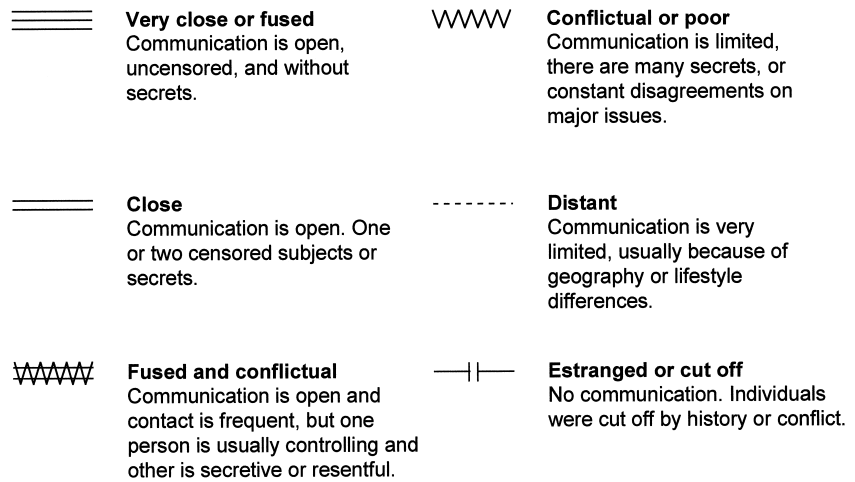 Very close or fused
Communication is open,
uncensored, and without
secrets.
Conflictual or poor
Communication is limited,
there are many secrets, or
constant disagreements on
major issues.
Close
Communication is open. One
or two censored subjects or
secrets.
Distant
Communication is very
limited, usually because of
geography or lifestyle
differences.
Fused and conflictual
Communication is open and
contact is frequent, but one
person is usually controlling and
other is secretive or resentful.
Estranged or cut off
No communication. Individuals
were cut off by history or conflict.